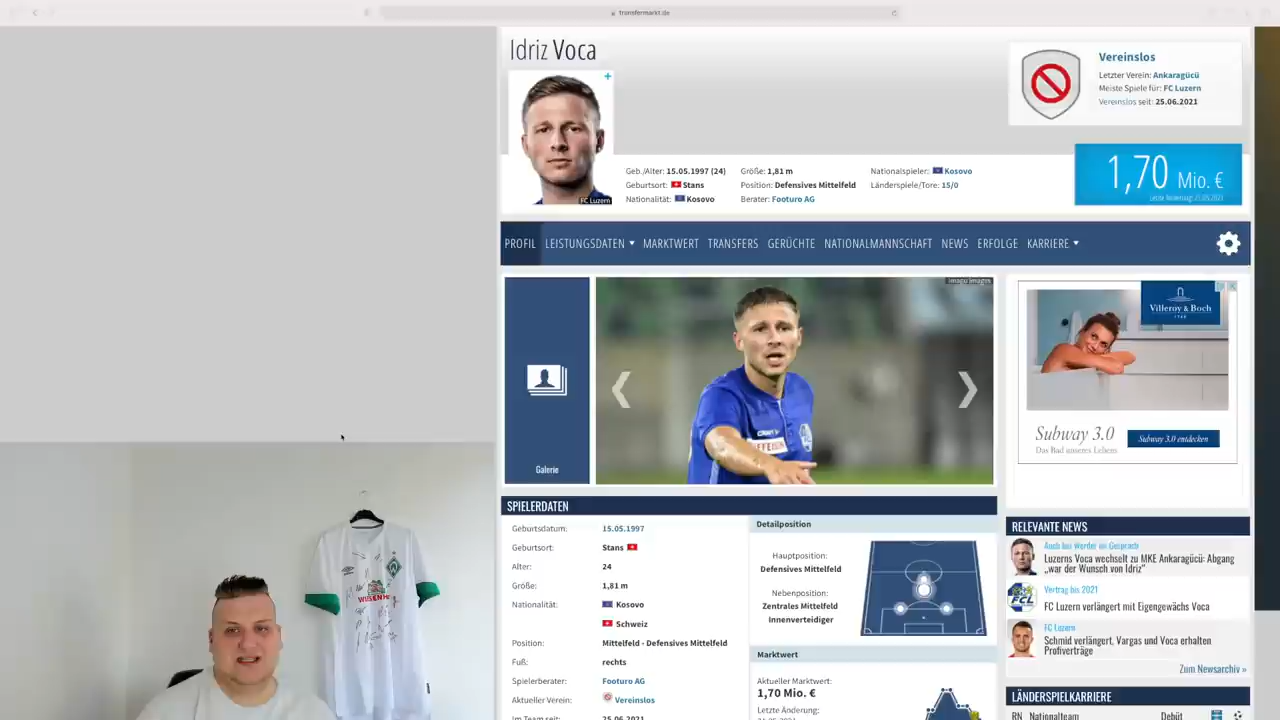 transfermarkt.de
Idriz Voca
FC Luzern
Vereinslos
Letzter Verein: Ankaragücü
Meiste Spiele für: FC Luzern
Vereinslos seit: 25.06.2021
Geb./Alter: 15.05.1997 (24)
Geburtsort: Stans
Nationalität: Kosovo
Größe: 1,81 m
Position: Defensives Mittelfeld
Berater: Footuro AG
Nationalspieler: Kosovo
Länderspiele/Tore: 15/0
1,70 Mio. €
PROFIL LEISTUNGSDATEN MARKTWERT TRANSFERS GERÜCHTE NATIONALMANNSCHAFT NEWS ERFOLGE KARRIERE
Galerie
imago images
Villeroy & Boch
1748
Subway 3.0
Das Bad unseres Lebens
Subway 3.0 entdecken
SPIELERDATEN
Geburtsdatum: 15.05.1997
Geburtsort: Stans
Alter: 24
Größe: 1,81 m
Nationalität: Kosovo
Schweiz
Position: Mittelfeld - Defensives Mittelfeld
Fuß: rechts
Spielerberater: Footuro AG
Aktueller Verein: Vereinslos
Im Team seit: 25.06.2021
Detailposition
Hauptposition:
Defensives Mittelfeld
Nebenposition:
Zentrales Mittelfeld
Innenverteidiger
Marktwert
Aktueller Marktwert:
1,70 Mio. €
Letzte Änderung:
RELEVANTE NEWS
Auch bei Werder im Gespräch
Luzerns Voca wechselt zu MKE Ankaragücü: Abgang
„war der Wunsch von Idriz“
Vertrag bis 2021
FC Luzern verlängert mit Eigengewächs Voca
FC Luzern
Schmid verlängert, Vargas und Voca erhalten
Profiverträge
Zum Newsarchiv »
LÄNDERSPIELKARRIERE
RN Nationalteam Debüt
WIESENHOF